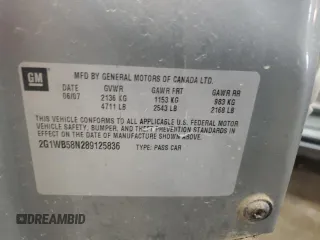 GM
MFD BY GENERAL MOTORS OF CANADA LTD.
DATE GVWR GAWR FRT GAWR RR
06/07 2136 KG 1153 KG 983 KG
4711 LB 2543 LB 2168 LB
THIS VEHICLE CONFORMS TO ALL APPLICABLE U.S. FEDERAL MOTOR
VEHICLE SAFETY, BUMPER, AND THEFT PREVENTION STANDARDS
IN EFFECT ON THE DATE OF MANUFACTURE SHOWN ABOVE.
2G1WB58N289125836 TYPE: PASS CAR